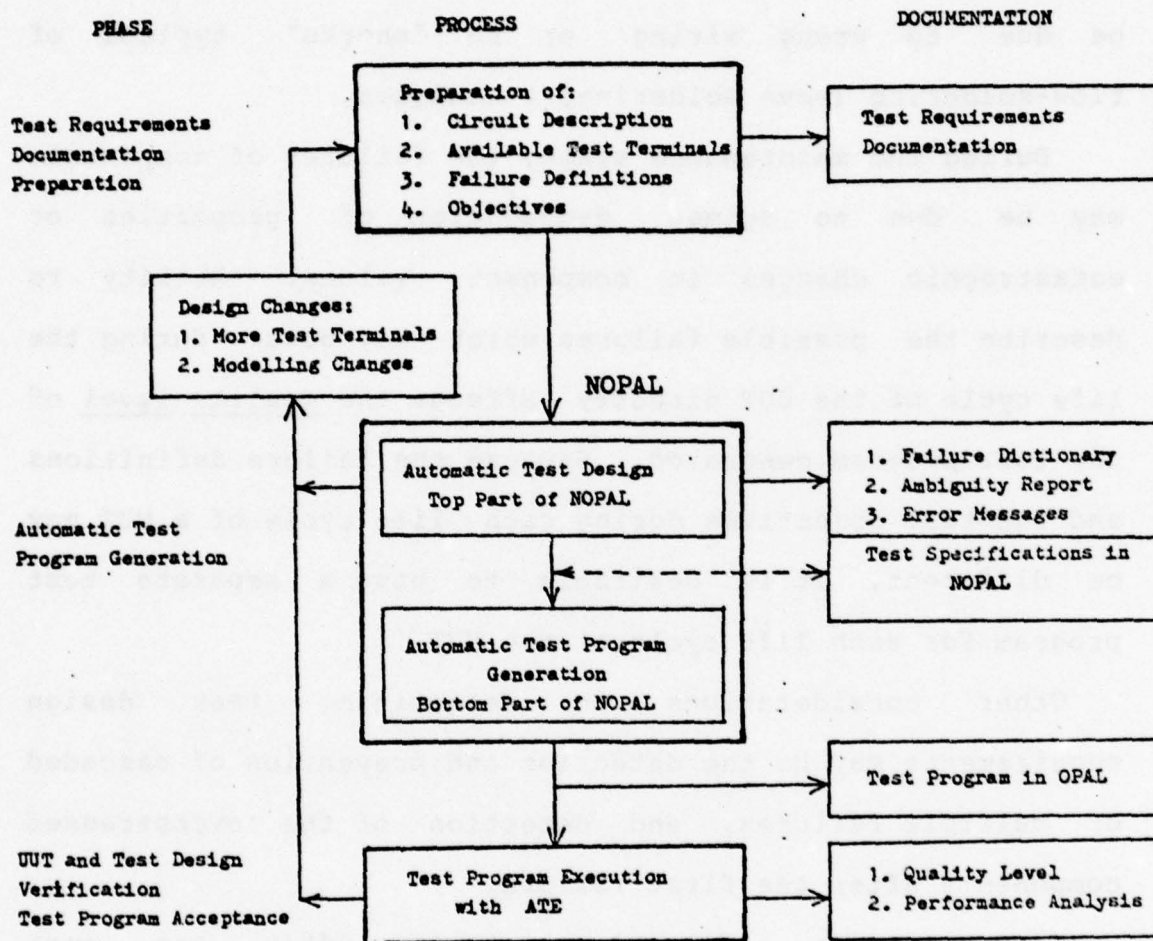 PHASE
PROCESS
DOCUMENTATION
Test Requirements
Documentation
Preparation
Preparation of:
1. Circuit Description
2. Available Test Terminals
3. Failure Definitions
4. Objectives
Test Requirements
Documentation
Design Changes:
1. More Test Terminals
2. Modelling Changes
NOPAL
Automatic Test
Program Generation
Automatic Test Design
Top Part of NOPAL
1. Failure Dictionary
2. Ambiguity Report
3. Error Messages
Test Specifications in
NOPAL
Automatic Test Program
Generation
Bottom Part of NOPAL
Test Program in OPAL
UUT and Test Design
Verification
Test Program Acceptance
Test Program Execution
with ATE
1. Quality Level
2. Performance Analysis